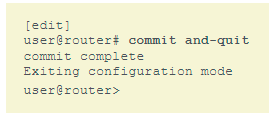 [edit]
user@router# commit and-quit
commit complete
Exiting configuration mode
user@router>